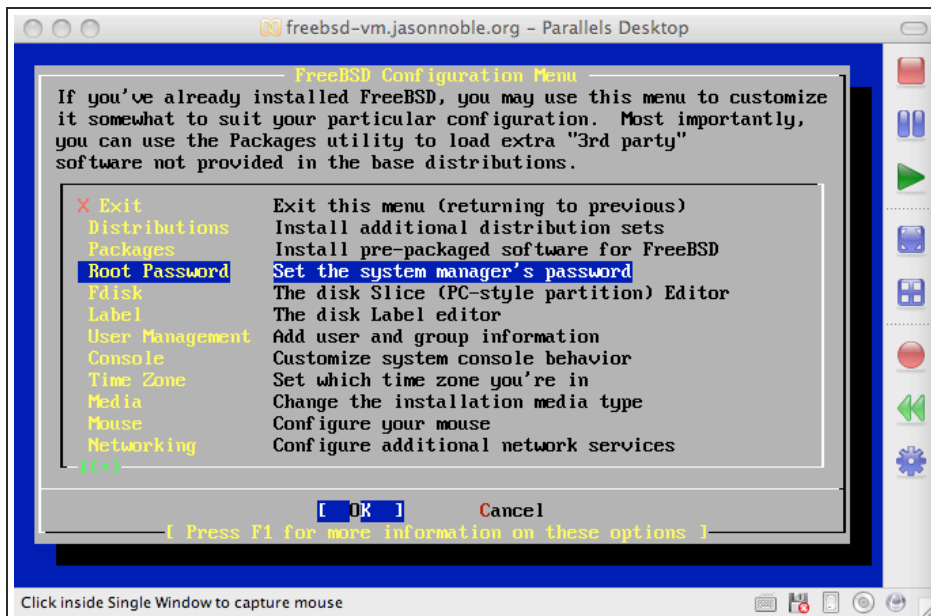 freebsd-vm.jasonnoble.org - Parallels Desktop
FreeBSD Configuration Menu
If you've already installed FreeBSD, you may use this menu to customize
it somewhat to suit your particular configuration.  Most importantly,
you can use the Packages utility to load extra "3rd party"
software not provided in the base distributions.
X Exit Exit this menu (returning to previous)
Distributions Install additional distribution sets
Packages Install pre-packaged software for FreeBSD
Root Password Set the system manager's password
Fdisk The disk Slice (PC-style partition) Editor
Label The disk Label editor
User Management Add user and group information
Console Customize system console behavior
Time Zone Set which time zone you're in
Media Change the installation media type
Mouse Configure your mouse
Networking Configure additional network services
↓(+)
[ OK ] Cancel
[ Press F1 for more information on these options ]
Click inside Single Window to capture mouse